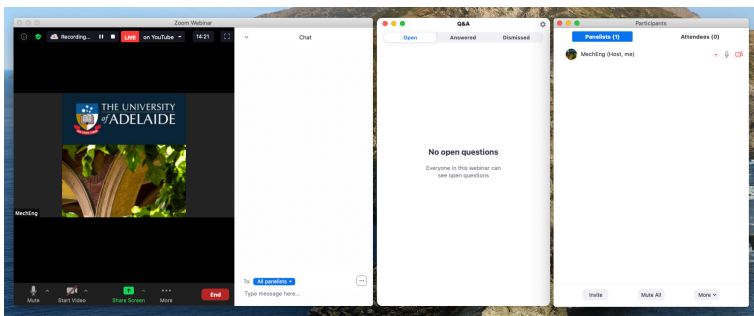 Zoom Webinar
Recording...
LIVE on YouTube
14:21
THE UNIVERSITY
of ADELAIDE
MechEng
Mute
Start Video
Share Screen
More
End
Chat
To: All panelists
Type message here...
Q&A
Open
Answered
Dismissed
No open questions
Everyone in this webinar can
see open questions
Participants
Panelists (1)
Attendees (0)
MechEng (Host, me)
Invite
Mute All
More